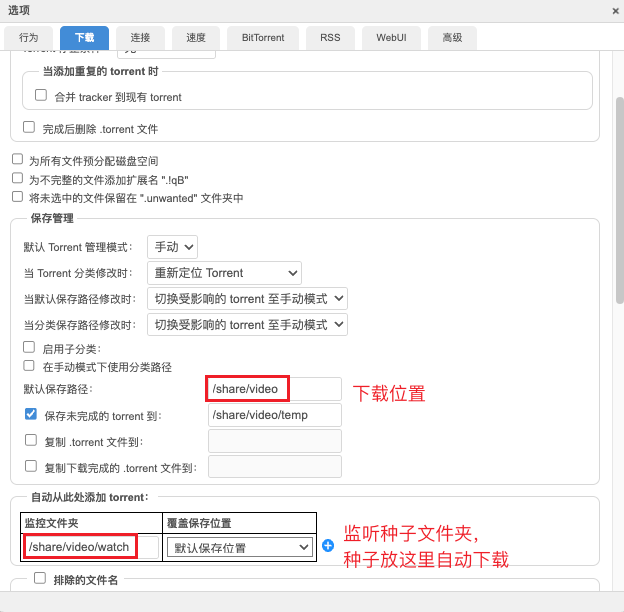 选项
×
行为 下载 连接 速度 BitTorrent RSS WebUI 高级
当添加重复的 torrent 时
合并 tracker 到现有 torrent
完成后删除 .torrent 文件
为所有文件预分配磁盘空间
为不完整的文件添加扩展名 ".!qB"
将未选中的文件保留在 ".unwanted" 文件夹中
保存管理
默认 Torrent 管理模式： 手动
当 Torrent 分类修改时： 重新定位 Torrent
当默认保存路径修改时： 切换受影响的 torrent 至手动模式
当分类保存路径修改时： 切换受影响的 torrent 至手动模式
启用子分类：
在手动模式下使用分类路径
默认保存路径： /share/video 下载位置
保存未完成的 torrent 到： /share/video/temp
复制 .torrent 文件到：
复制下载完成的 .torrent 文件到：
自动从此处添加 torrent：
监控文件夹 覆盖保存位置
/share/video/watch 默认保存位置
监听种子文件夹，
种子放这里自动下载
排除的文件名